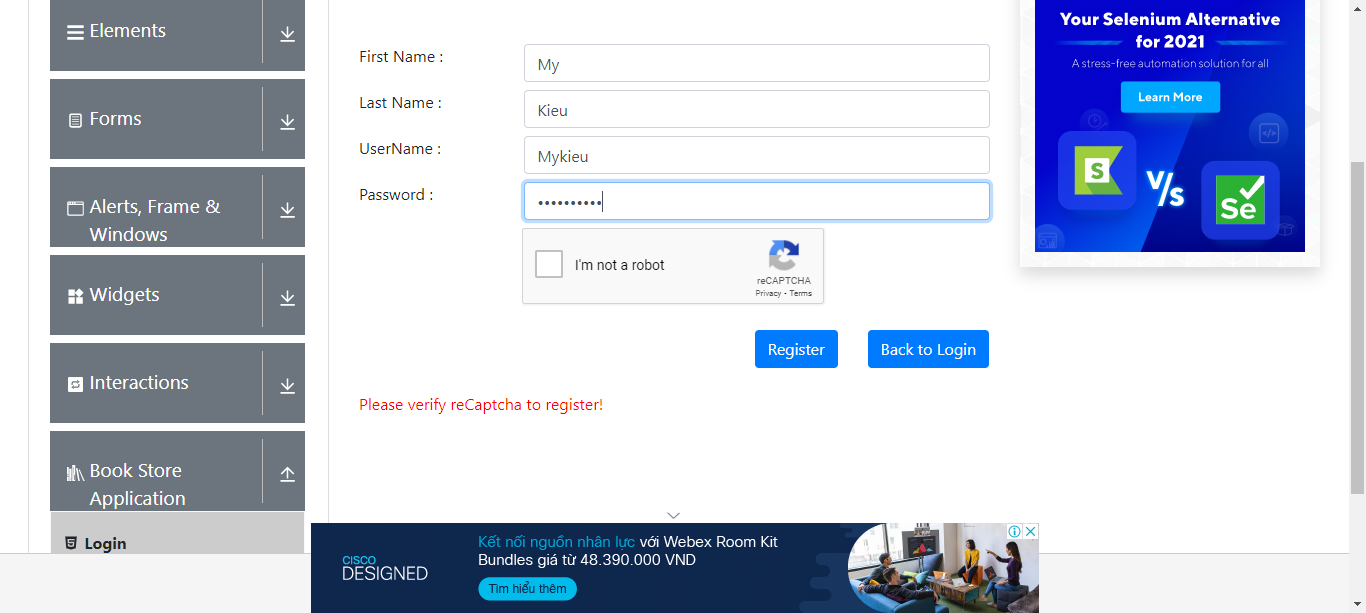 Elements
Forms
Alerts, Frame &
Windows
Widgets
Interactions
Book Store
Application
Login
First Name :
My
Last Name :
Kieu
UserName :
Mykieu
Password :
••••••••••
I'm not a robot
reCAPTCHA
Privacy - Terms
Register
Back to Login
Please verify reCaptcha to register!
Your Selenium Alternative
for 2021
A stress-free automation solution for all
Learn More
S
V/s
Se
CISCO
DESIGNED
Kết nối nguồn nhân lực với Webex Room Kit
Bundles giá từ 48.390.000 VND
Tìm hiểu thêm